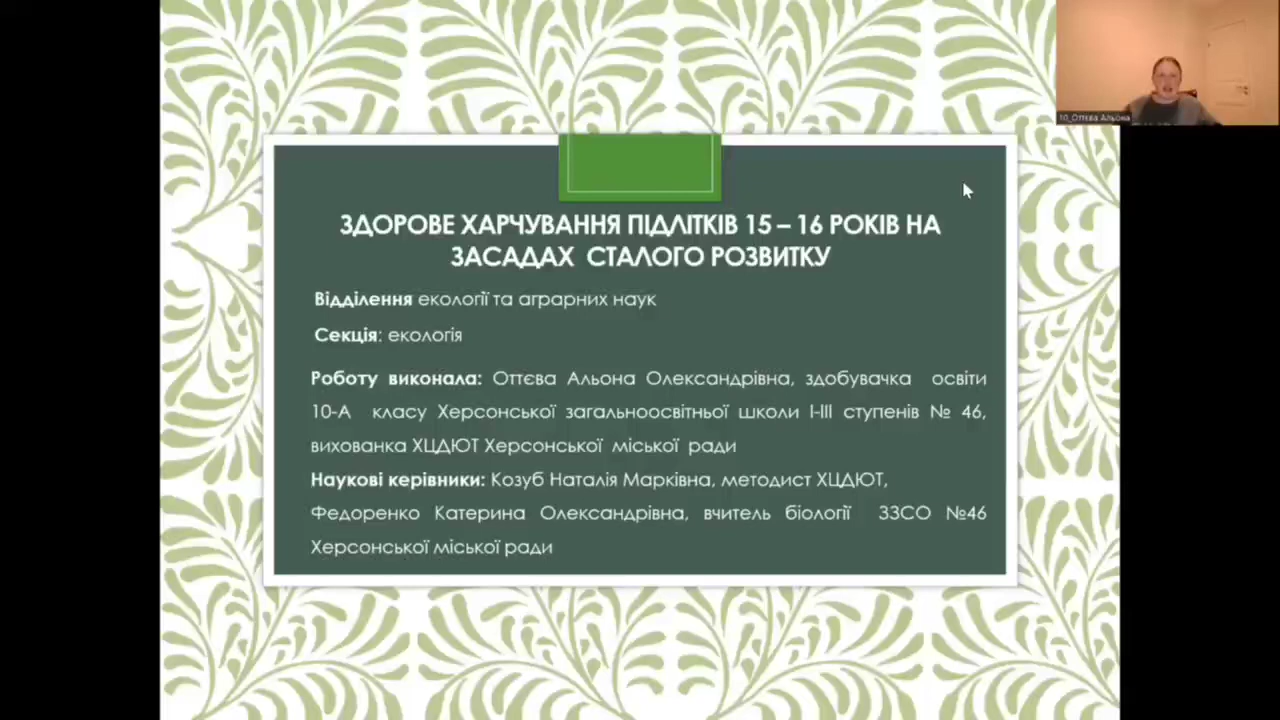 10_Оттєва Альона
ЗДОРОВЕ ХАРЧУВАННЯ ПІДЛІТКІВ 15 – 16 РОКІВ НА
ЗАСАДАХ СТАЛОГО РОЗВИТКУ
Відділення екології та аграрних наук
Секція: екологія
Роботу виконала: Оттєва Альона Олександрівна, здобувачка освіти
10-А класу Херсонської загальноосвітньої школи І-ІІІ ступенів № 46,
вихованка ХЦДЮТ Херсонської міської ради
Наукові керівники: Козуб Наталія Марківна, методист ХЦДЮТ,
Федоренко Катерина Олександрівна, вчитель біології ЗЗСО №46
Херсонської міської ради